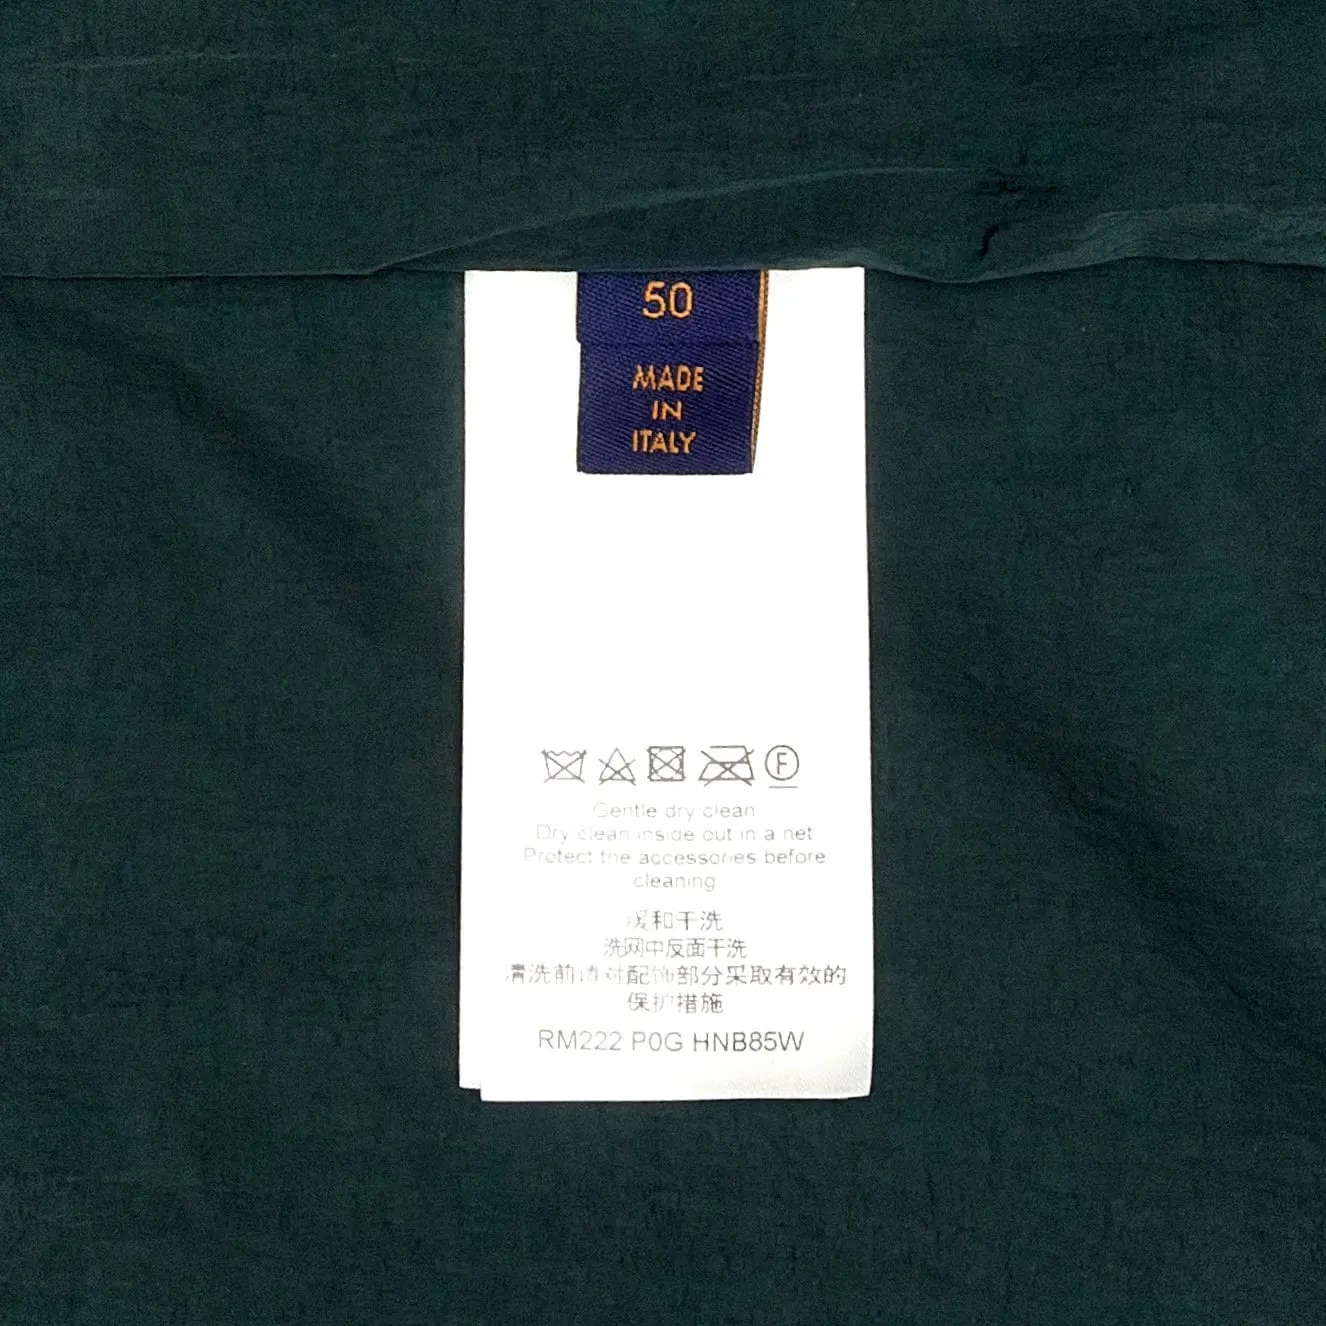 50
MADE
IN
ITALY
F
Gentle dry clean
Dry clean inside out in a net
Protect the accessories before
cleaning
缓和干洗
洗网中反面干洗
清洗前请对配饰部分采取有效的
保护措施
RM222 P0G HNB85W